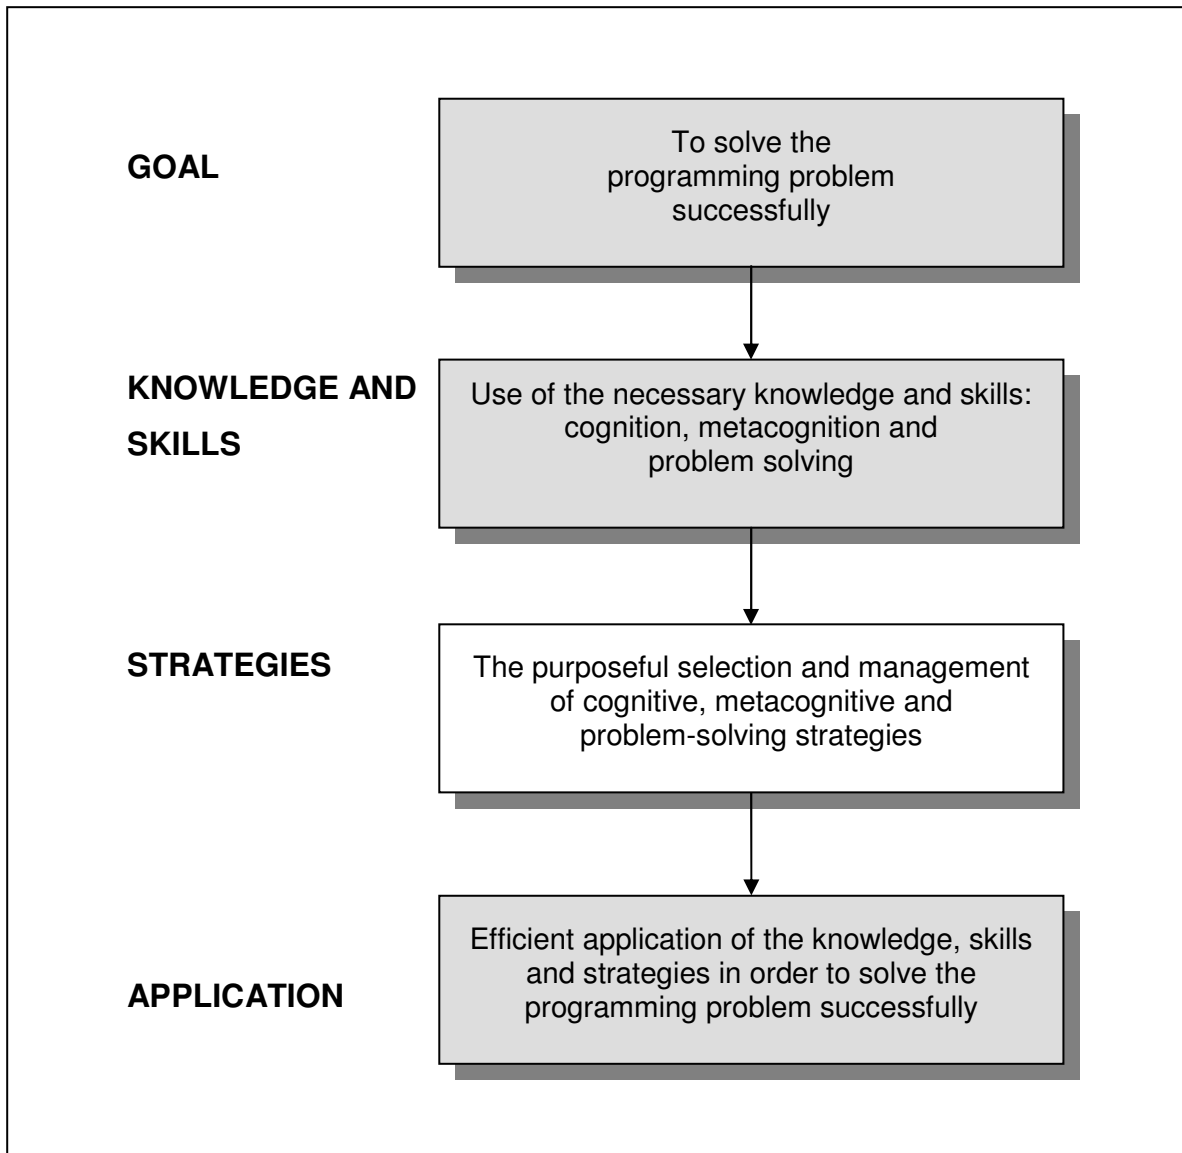 GOAL
To solve the
programming problem
successfully
KNOWLEDGE AND
SKILLS
Use of the necessary knowledge and skills:
cognition, metacognition and
problem solving
STRATEGIES
The purposeful selection and management
of cognitive, metacognitive and
problem-solving strategies
APPLICATION
Efficient application of the knowledge, skills
and strategies in order to solve the
programming problem successfully